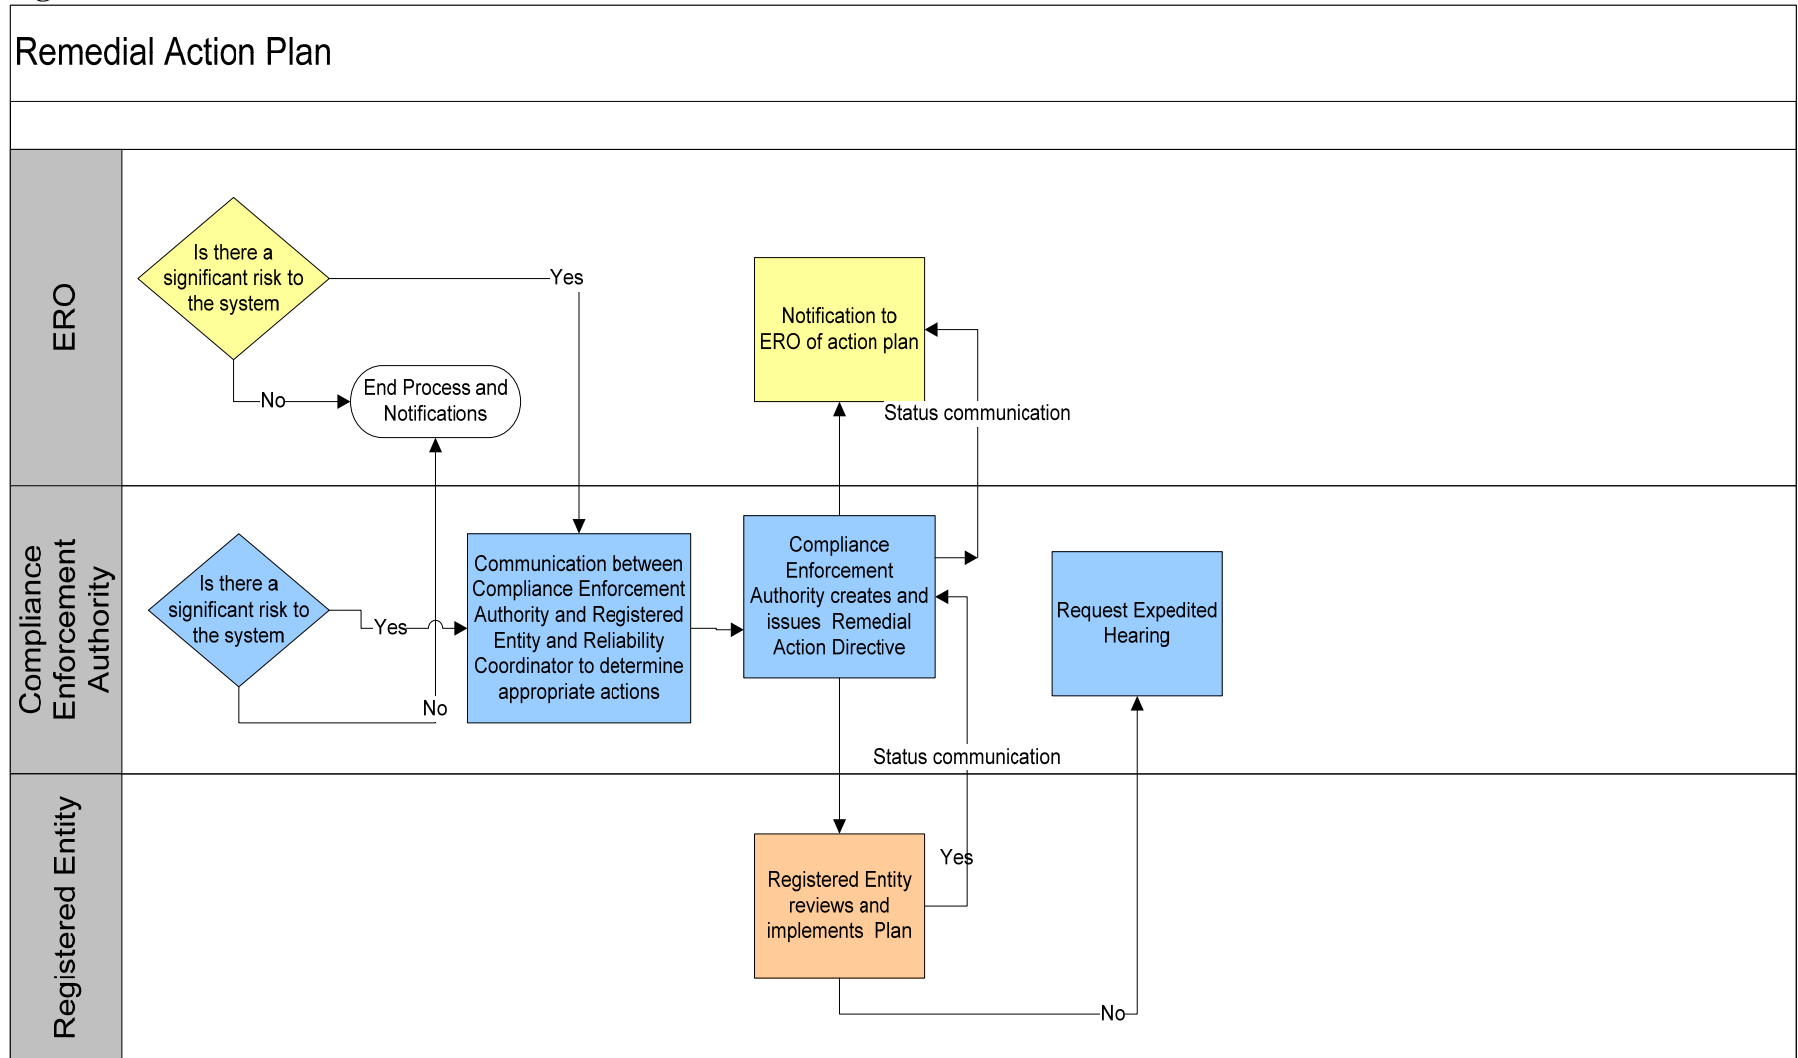 Remedial Action Plan
ERO
Is there a
significant risk to
the system
Yes
No
End Process and
Notifications
Notification to
ERO of action plan
Status communication
Compliance
Enforcement
Authority
Is there a
significant risk to
the system
Yes
No
Communication between
Compliance Enforcement
Authority and Registered
Entity and Reliability
Coordinator to determine
appropriate actions
Compliance
Enforcement
Authority creates and
issues Remedial
Action Directive
Request Expedited
Hearing
Status communication
Registered Entity
Registered Entity
reviews and
implements Plan
Yes
No